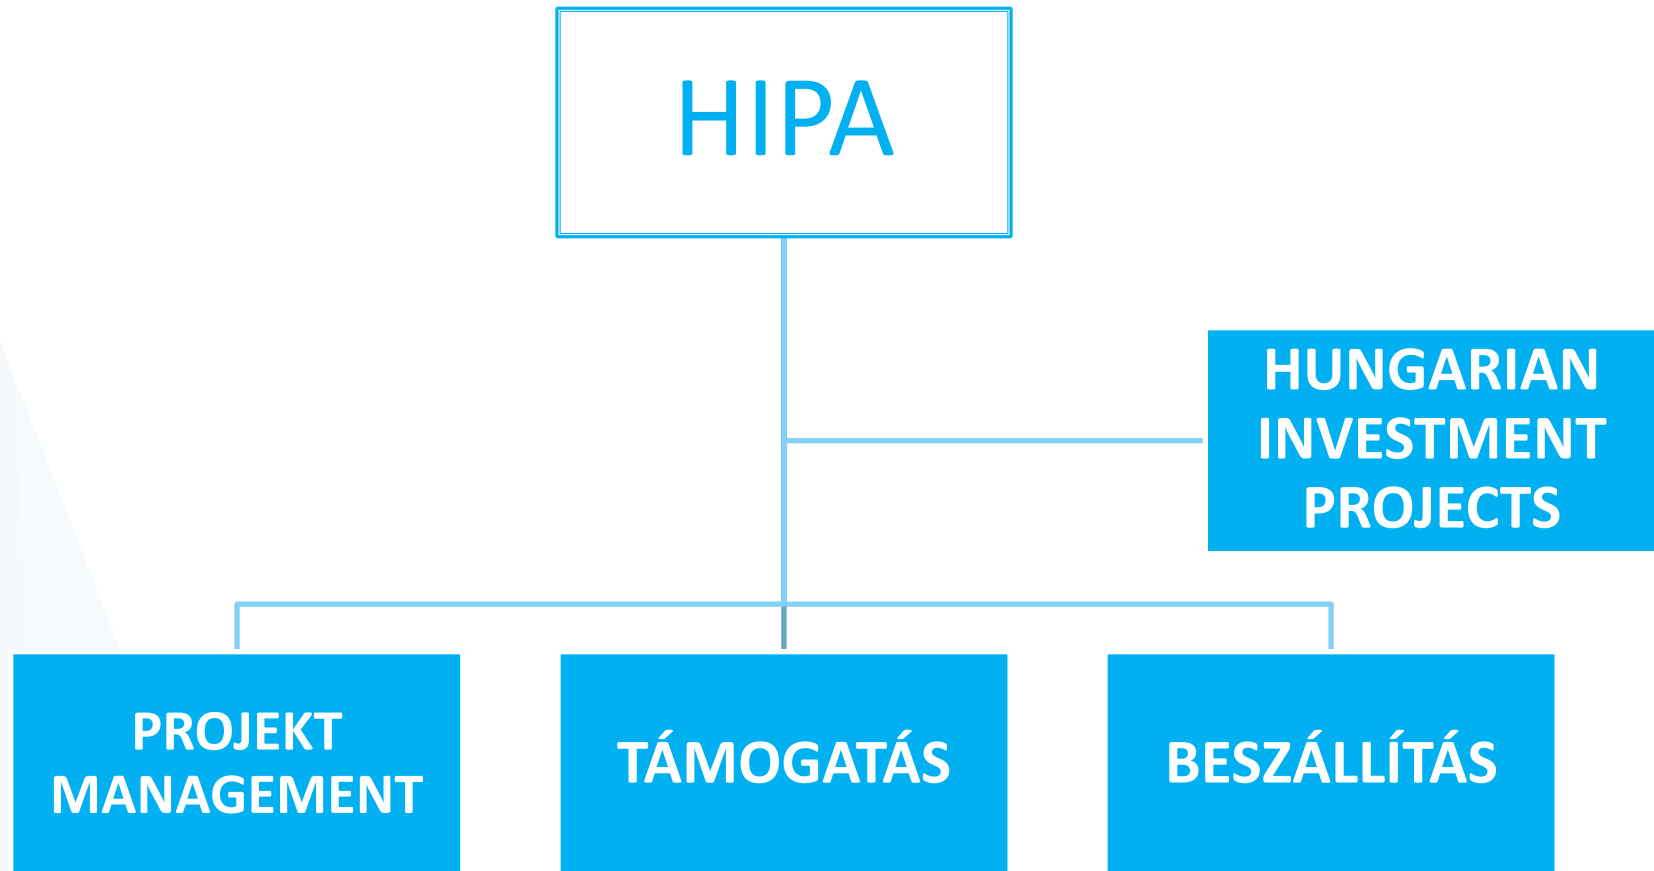 HIPA
HUNGARIAN
INVESTMENT
PROJECTS
PROJEKT
MANAGEMENT
TÁMOGATÁS
BESZÁLLÍTÁS